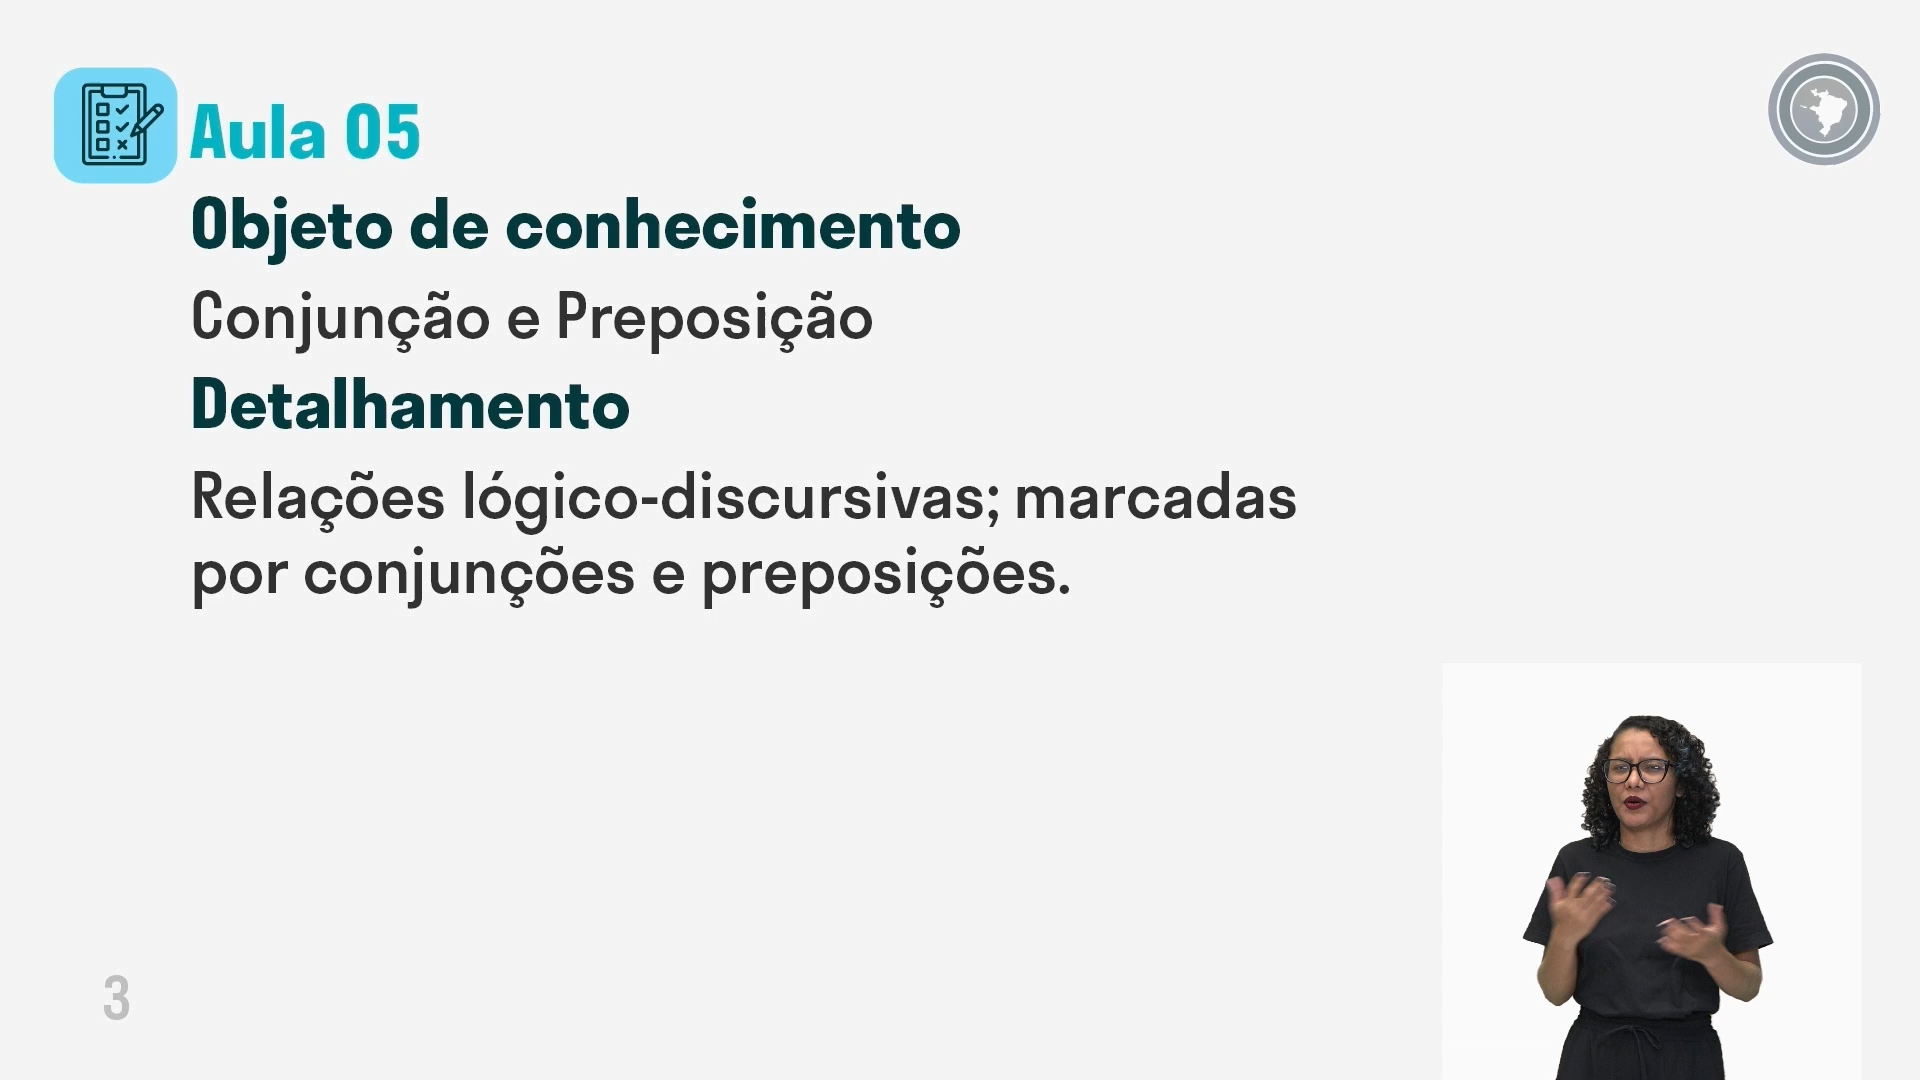 Aula 05
Objeto de conhecimento
Conjunção e Preposição
Detalhamento
Relações lógico-discursivas; marcadas
por conjunções e preposições.
3